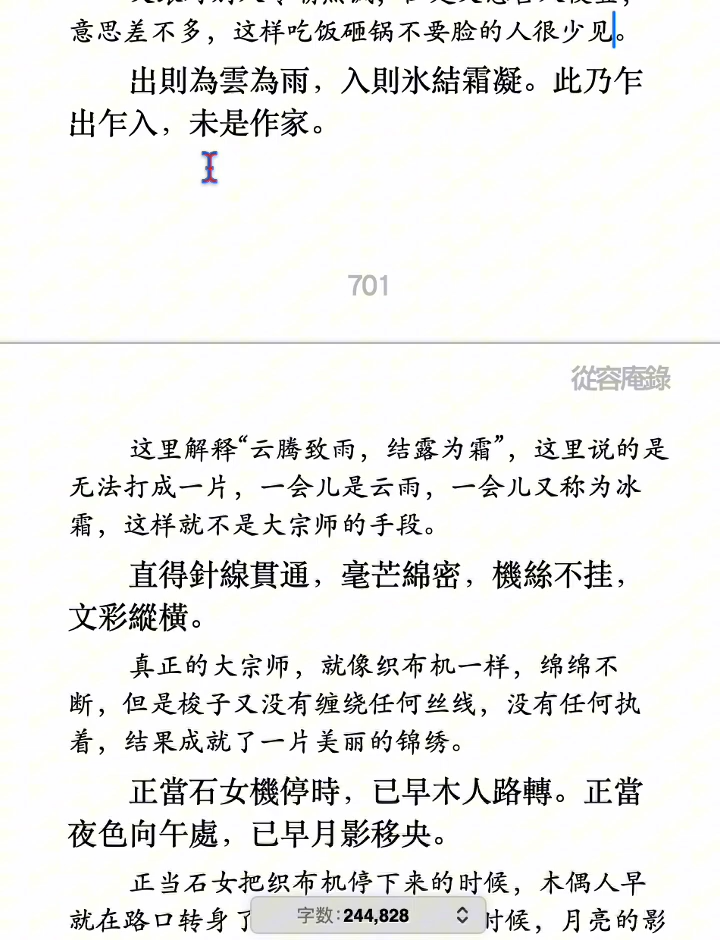 意思差不多，这样吃饭砸锅不要脸的人很少见。
出則為雲為雨，入則氷結霜凝。此乃乍
出乍入，未是作家。
701
從容庵錄
这里解释“云腾致雨，结露为霜”，这里说的是
无法打成一片，一会儿是云雨，一会儿又称为冰
霜，这样就不是大宗师的手段。
直得針線貫通，毫芒綿密，機絲不挂，
文彩縱橫。
真正的大宗师，就像织布机一样，绵绵不
断，但是梭子又没有缠绕任何丝线，没有任何执
着，结果成就了一片美丽的锦绣。
正當石女機停時，已早木人路轉。正當
夜色向午處，已早月影移央。
正当石女把织布机停下来的时候，木偶人早
就在路口转身了
时候，月亮的影
字数：244,828